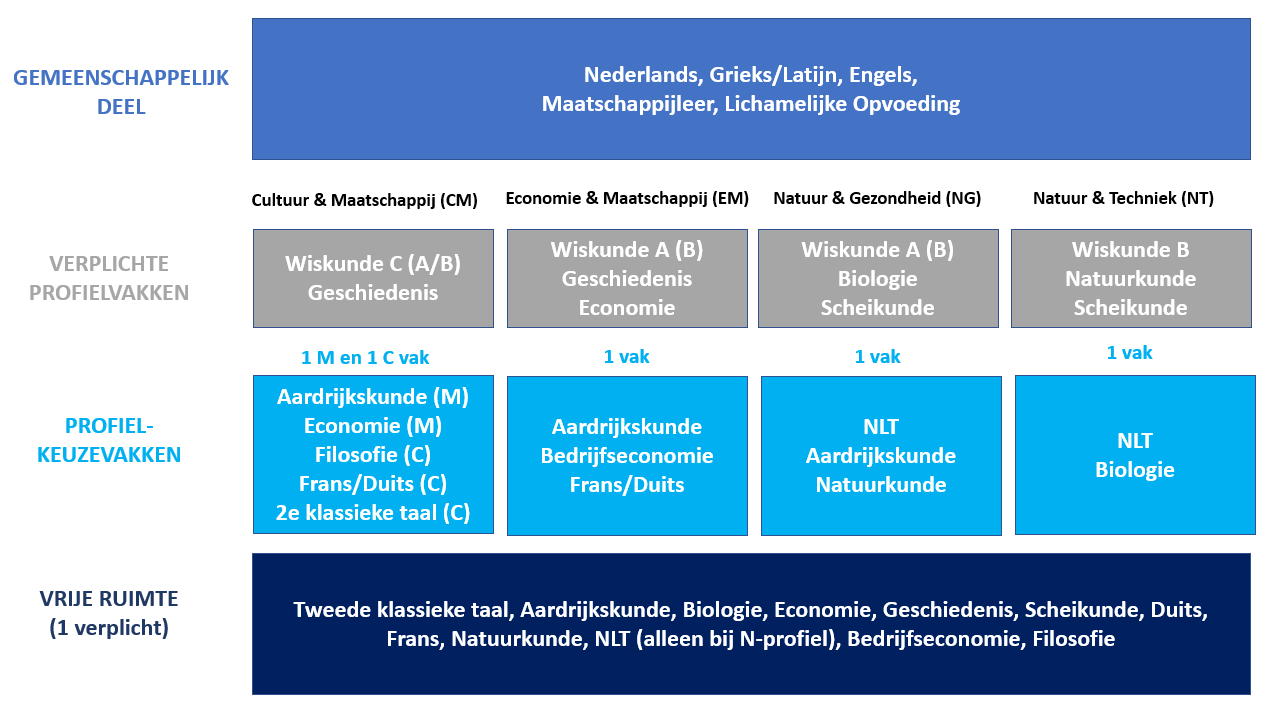 GEMEENSCHAPPELIJK
DEEL
Nederlands, Grieks/Latijn, Engels,
Maatschappijleer, Lichamelijke Opvoeding
Cultuur & Maatschappij (CM)
Economie & Maatschappij (EM)
Natuur & Gezondheid (NG)
Natuur & Techniek (NT)
VERPLICHTE
PROFIELVAKKEN
Wiskunde C (A/B)
Geschiedenis
Wiskunde A (B)
Geschiedenis
Economie
Wiskunde A (B)
Biologie
Scheikunde
Wiskunde B
Natuurkunde
Scheikunde
1 M en 1 C vak
1 vak
1 vak
1 vak
PROFIEL-
KEUZEVAKKEN
Aardrijkskunde (M)
Economie (M)
Filosofie (C)
Frans/Duits (C)
2e klassieke taal (C)
Aardrijkskunde
Bedrijfseconomie
Frans/Duits
NLT
Aardrijkskunde
Natuurkunde
NLT
Biologie
VRIJE RUIMTE
(1 verplicht)
Tweede klassieke taal, Aardrijkskunde, Biologie, Economie, Geschiedenis, Scheikunde, Duits,
Frans, Natuurkunde, NLT (alleen bij N-profiel), Bedrijfseconomie, Filosofie